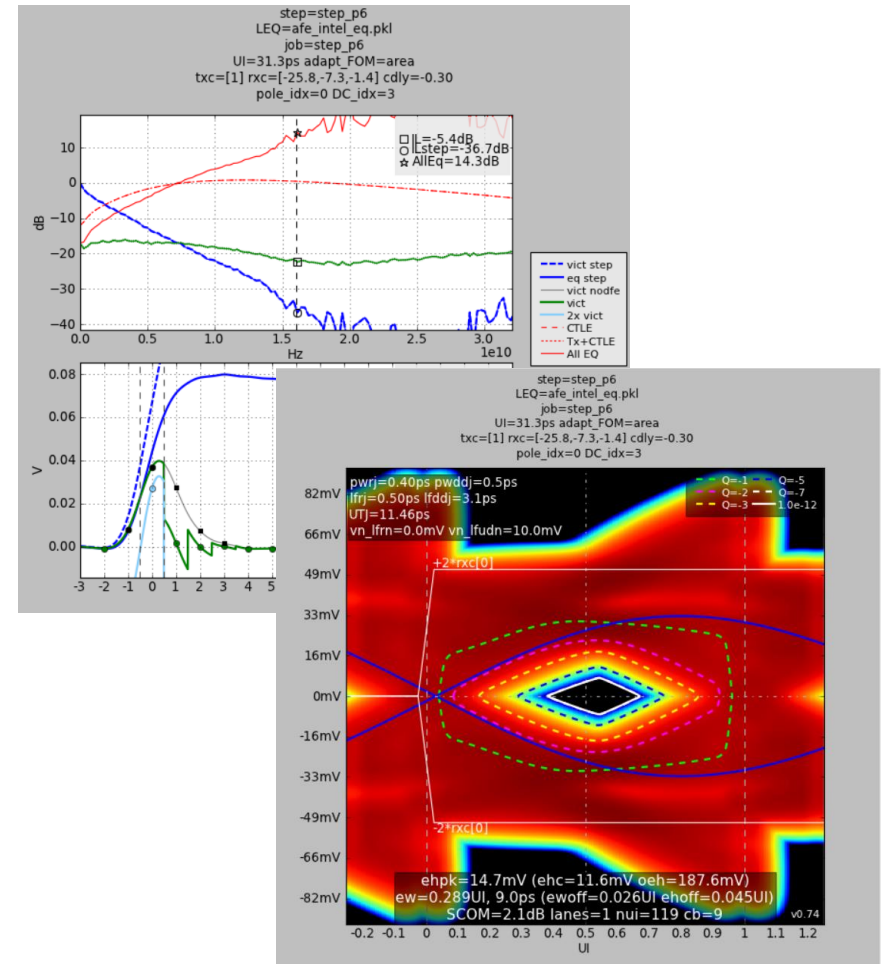 step=step_p6
LEQ=afe_intel_eq.pkl
job=step_p6
UI=31.3ps adapt_FOM=area
txc=[1] rxc=[-25.8,-7.3,-1.4] cdly=-0.30
pole_idx=0 DC_idx=3
10
0
−10
−20
−30
−40
dB
IL=-5.4dB
ILstep=-36.7dB
AllEq=14.3dB
0.0 0.5 1.0 1.5 2.0 2.5 3.0
Hz
1e10
vict step
eq step
vict nodfe
vict
2x vict
CTLE
Tx+CTLE
All EQ
0.08
0.06
0.04
0.02
0.00
V
-3 -2 -1 0 1 2 3 4 5
step=step_p6
LEQ=afe_intel_eq.pkl
job=step_p6
UI=31.3ps adapt_FOM=area
txc=[1] rxc=[-25.8,-7.3,-1.4] cdly=-0.30
pole_idx=0 DC_idx=3
pwrj=0.40ps pwddj=0.5ps
lfrj=0.50ps lfddj=3.1ps
UTJ=11.46ps
vn_lfrn=0.0mV vn_lfudn=10.0mV
Q=-1 Q=-5
Q=-2 Q=-7
Q=-3 1.0e-12
82mV
66mV
49mV
33mV
16mV
0mV
-16mV
-33mV
-49mV
-66mV
-82mV
+2*rxc[0]
-2*rxc[0]
ehpk=14.7mV (ehc=11.6mV oeh=187.6mV)
ew=0.289UI, 9.0ps (ewoff=0.026UI ehoff=0.045UI)
SCOM=2.1dB lanes=1 nui=119 cb=9
v0.74
-0.2 -0.1 0 0.1 0.2 0.3 0.4 0.5 0.6 0.7 0.8 0.9 1 1.1 1.2
UI